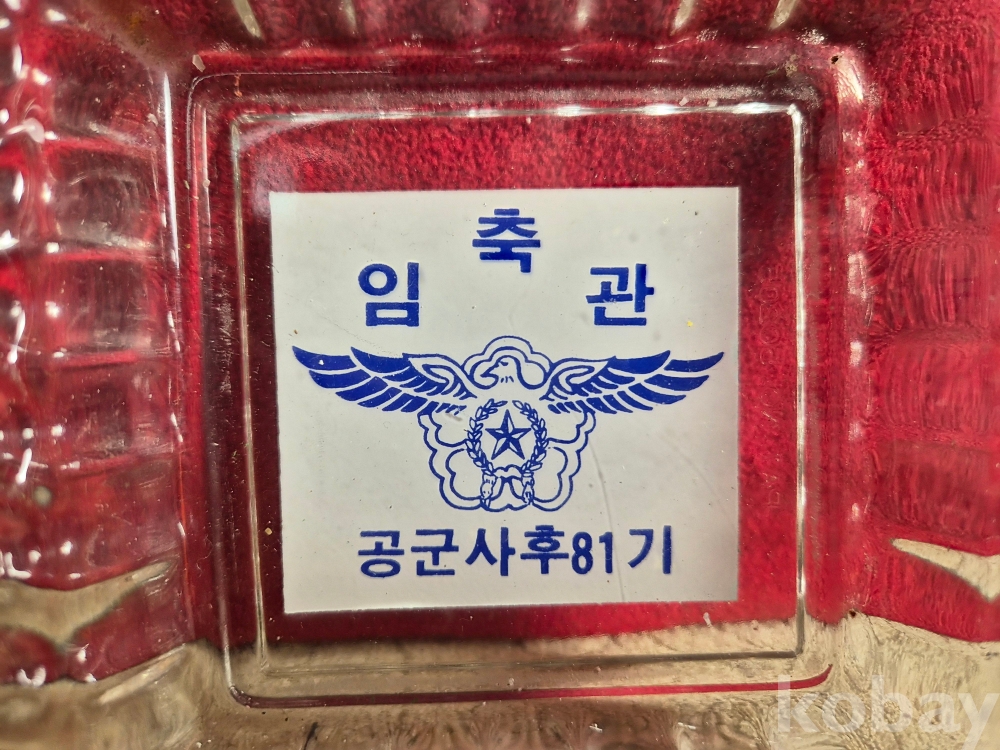 축
임 관
공군사후81기
kobay